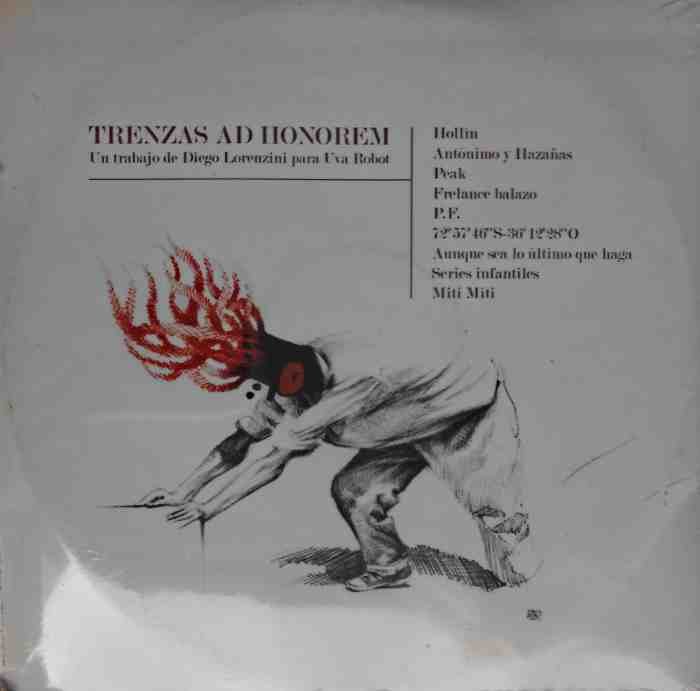 TRENZAS AD HONOREM
Un trabajo de Diego Lorenzini para Uva Robot
Hollín
Antónimo y Hazañas
Peak
Frelance balazo
P.F.
72°57'46"S-36°12°28"O
Aunque sea lo último que haga
Series infantiles
Miti Miti